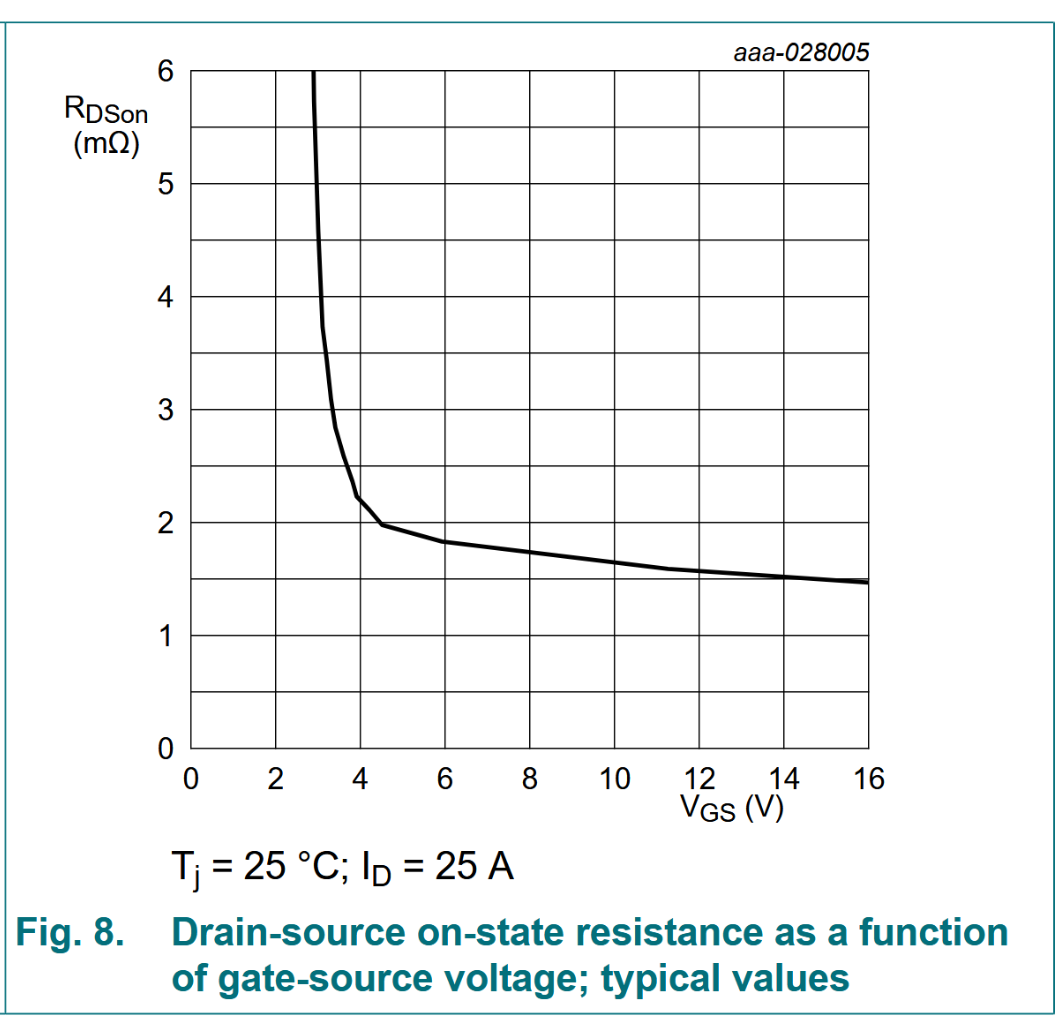 aaa-028005
6
RDSon
(mΩ)
5
4
3
2
1
0
0 2 4 6 8 10 12 14 16
VGS (V)
Tj = 25 °C; ID = 25 A
Fig. 8. Drain-source on-state resistance as a function
of gate-source voltage; typical values